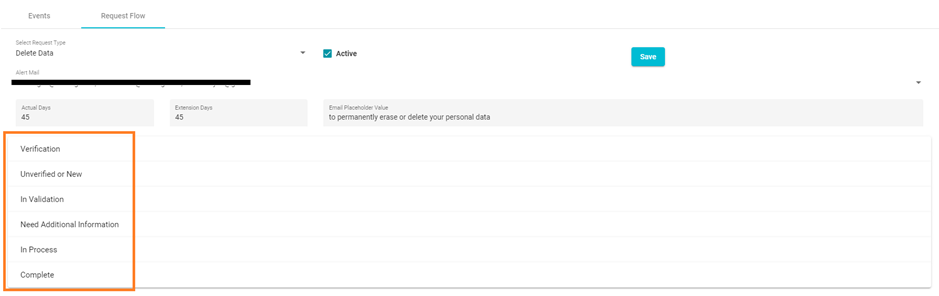 Events Request Flow
Select Request Type
Delete Data Active Save
Alert Mail
Actual Days Extension Days Email Placeholder Value
45 45 to permanently erase or delete your personal data
Verification
Unverified or New
In Validation
Need Additional Information
In Process
Complete